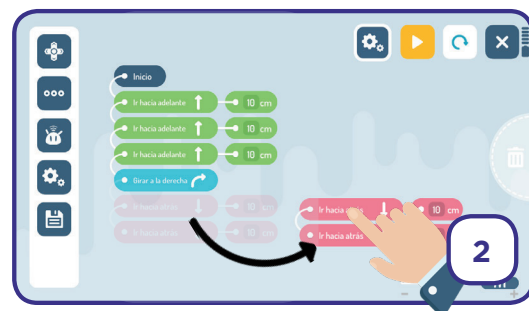 Inicio
Ir hacia adelante 10 cm
Ir hacia adelante 10 cm
Ir hacia adelante 10 cm
Girar a la derecha
Ir hacia atrás 10 cm
Ir hacia atrás 10 cm
Ir hacia atrás 10 cm
Ir hacia atrás
2